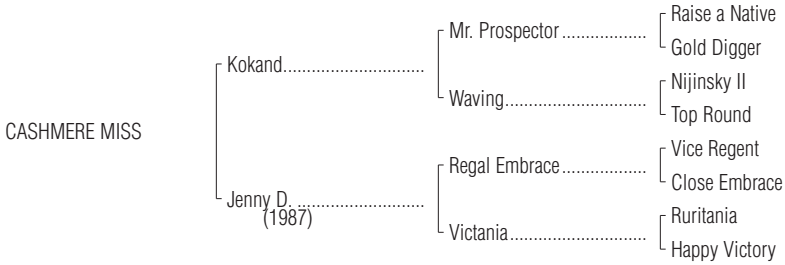 Raise a Native
Mr. Prospector..................
Gold Digger
Kokand.............................
Nijinsky II
Waving.............................
Top Round
CASHMERE MISS
Vice Regent
Regal Embrace..................
Close Embrace
Jenny D. ..........................
(1987)
Ruritania
Victania............................
Happy Victory